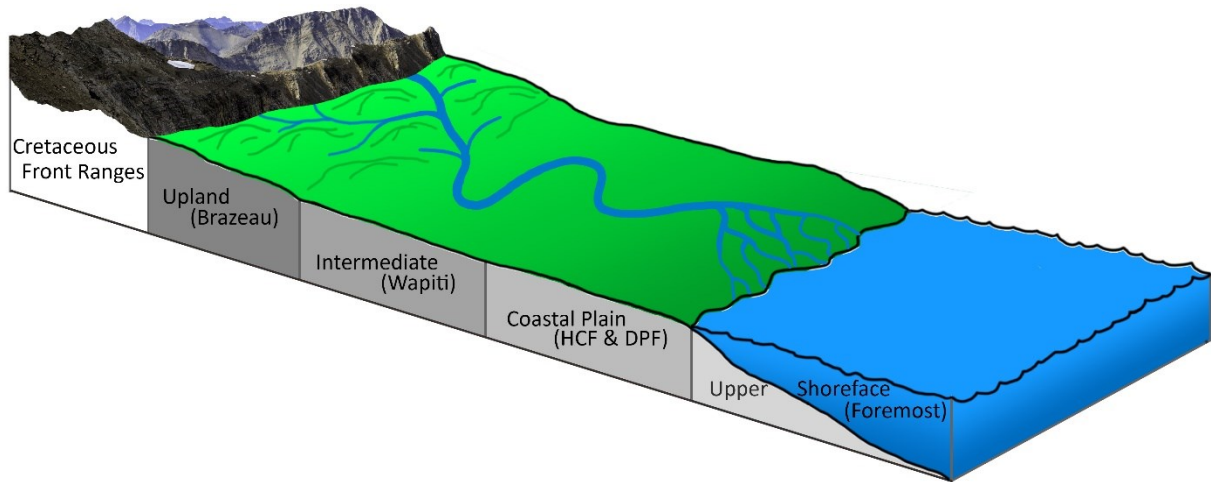 Cretaceous
Front Ranges
Upland
(Brazeau)
Intermediate
(Wapiti)
Coastal Plain
(HCF & DPF)
Upper Shoreface
(Foremost)